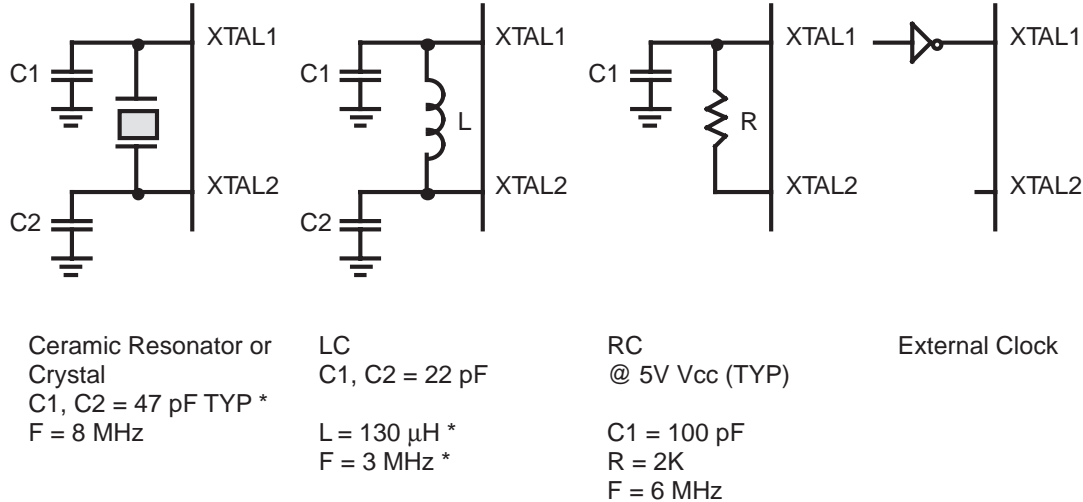 XTAL1
C1
XTAL2
C2
XTAL1
C1
L
XTAL2
C2
XTAL1
C1
R
XTAL2
XTAL1
XTAL2
Ceramic Resonator or
Crystal
C1, C2 = 47 pF TYP *
F = 8 MHz
LC
C1, C2 = 22 pF
L = 130 μH *
F = 3 MHz *
RC
@ 5V Vcc (TYP)
C1 = 100 pF
R = 2K
F = 6 MHz
External Clock